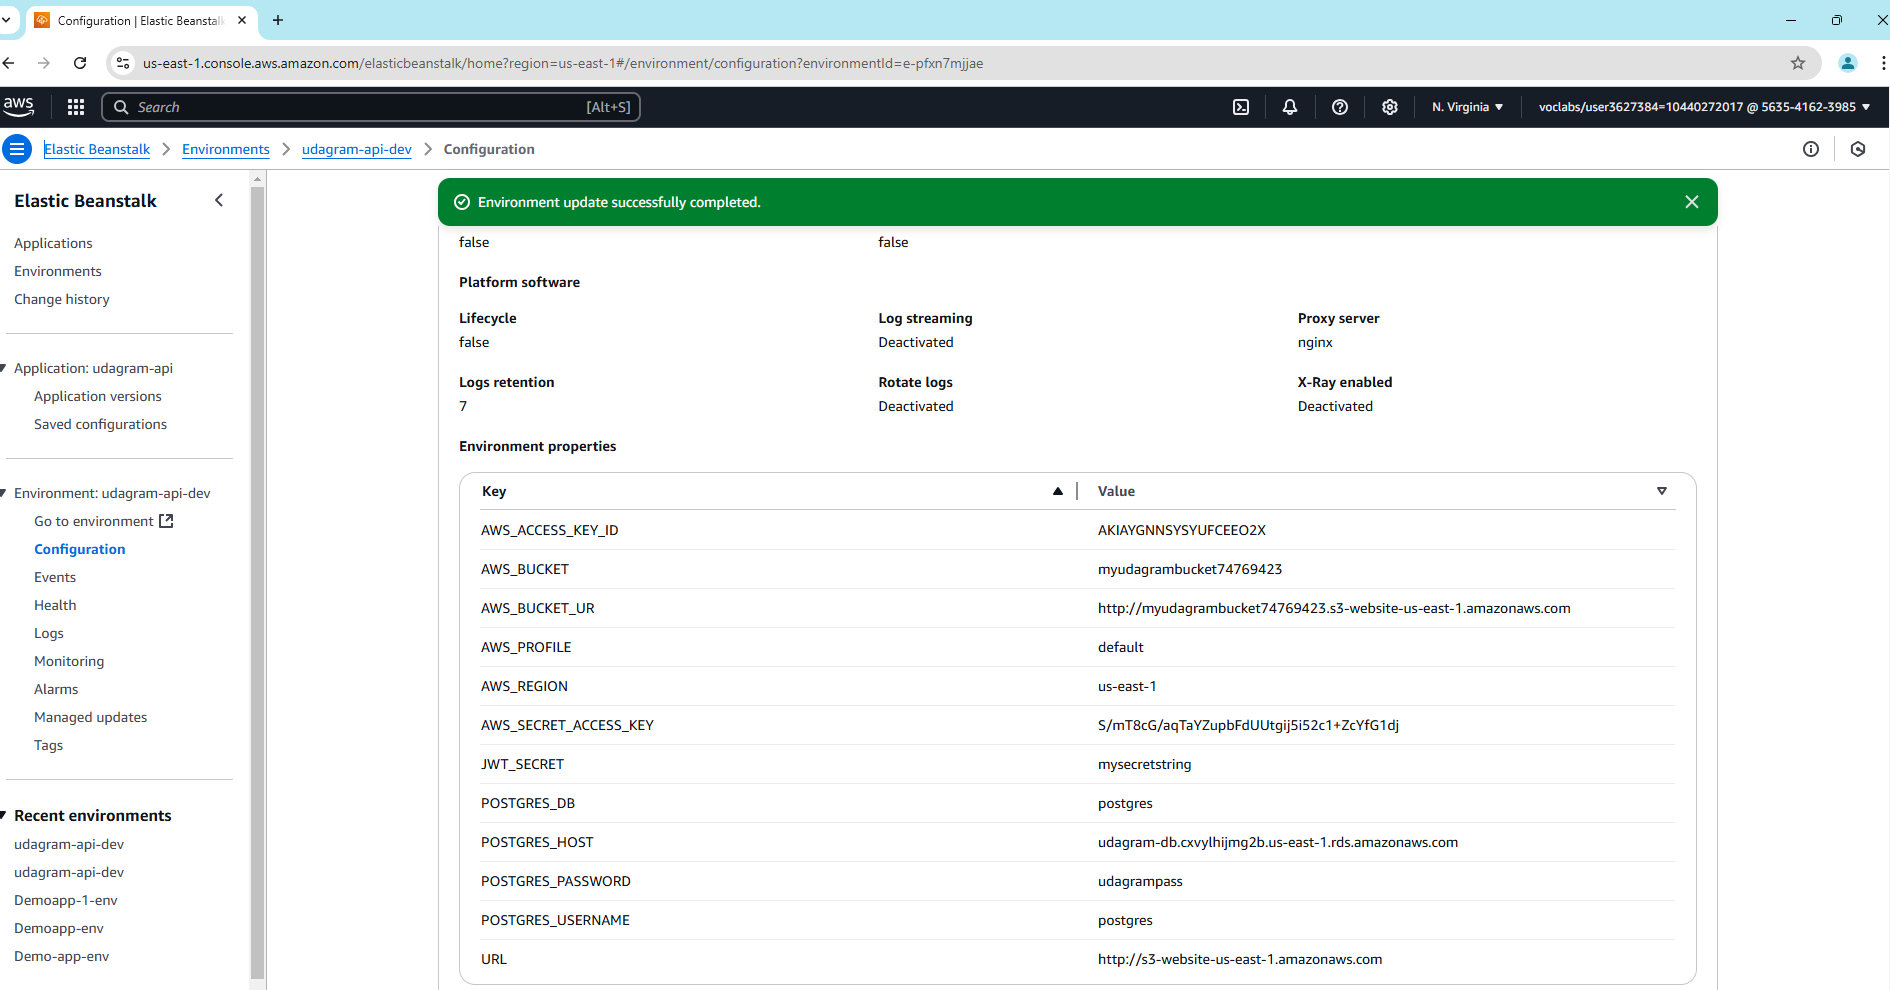 Configuration | Elastic Beanstalk
us-east-1.console.aws.amazon.com/elasticbeanstalk/home?region=us-east-1#/environment/configuration?environmentId=e-pfxn7mjjae
aws
Search [Alt+S]
N. Virginia
voclabs/user3627384=10440272017 @ 5635-4162-3985
Elastic Beanstalk > Environments > udagram-api-dev > Configuration
Elastic Beanstalk
Applications
Environments
Change history
Application: udagram-api
Application versions
Saved configurations
Environment: udagram-api-dev
Go to environment
Configuration
Events
Health
Logs
Monitoring
Alarms
Managed updates
Tags
Recent environments
udagram-api-dev
udagram-api-dev
Demoapp-1-env
Demoapp-env
Demo-app-env
Environment update successfully completed.
false false
Platform software
Lifecycle Log streaming Proxy server
false Deactivated nginx
Logs retention Rotate logs X-Ray enabled
7 Deactivated Deactivated
Environment properties
Key Value
AWS_ACCESS_KEY_ID AKIAYGNNSYSYUFCEEO2X
AWS_BUCKET myudagrambucket74769423
AWS_BUCKET_UR http://myudagrambucket74769423.s3-website-us-east-1.amazonaws.com
AWS_PROFILE default
AWS_REGION us-east-1
AWS_SECRET_ACCESS_KEY S/mT8cG/aqTaYZupbFdUUtgij5i52c1+ZcYfG1dj
JWT_SECRET mysecretstring
POSTGRES_DB postgres
POSTGRES_HOST udagram-db.cxvylhijmg2b.us-east-1.rds.amazonaws.com
POSTGRES_PASSWORD udagrampass
POSTGRES_USERNAME postgres
URL http://s3-website-us-east-1.amazonaws.com